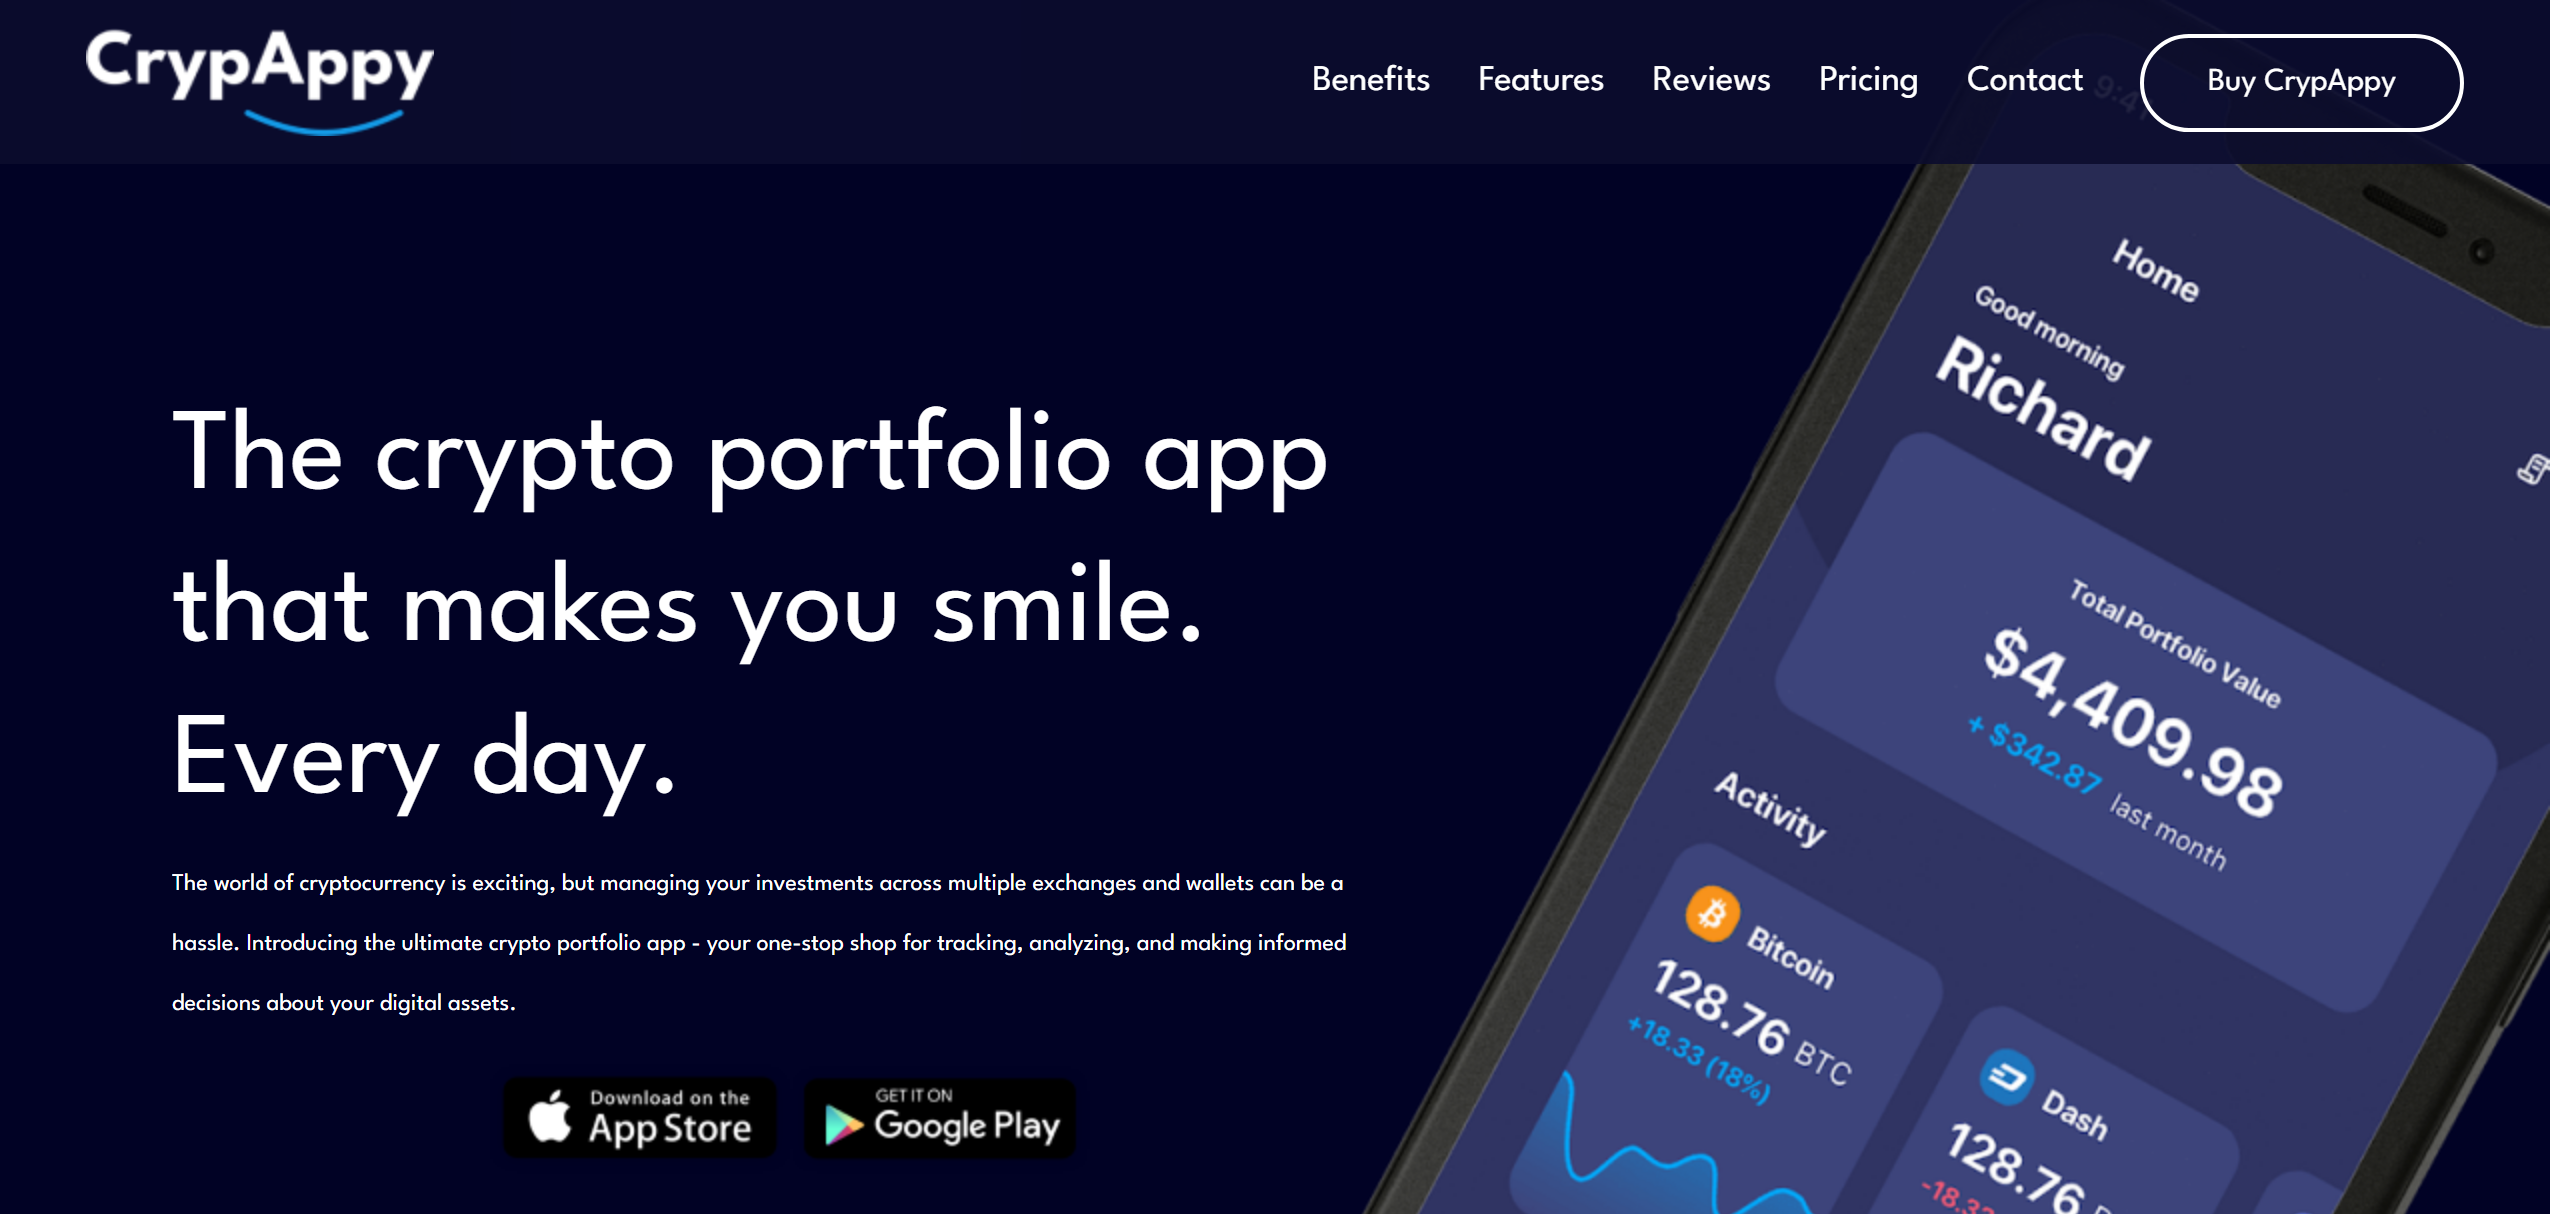 CrypAppy
Benefits
Features
Reviews
Pricing
Contact
Buy CrypAppy
The crypto portfolio app
that makes you smile.
Every day.
The world of cryptocurrency is exciting, but managing your investments across multiple exchanges and wallets can be a
hassle. Introducing the ultimate crypto portfolio app - your one-stop shop for tracking, analyzing, and making informed
decisions about your digital assets.
Download on the
App Store
GET IT ON
Google Play
Home
Good morning
Richard
Total Portfolio Value
$4,409.98
+ $342.87 last month
Activity
Bitcoin
128.76 BTC
+18.33 (18%)
Dash
128.76